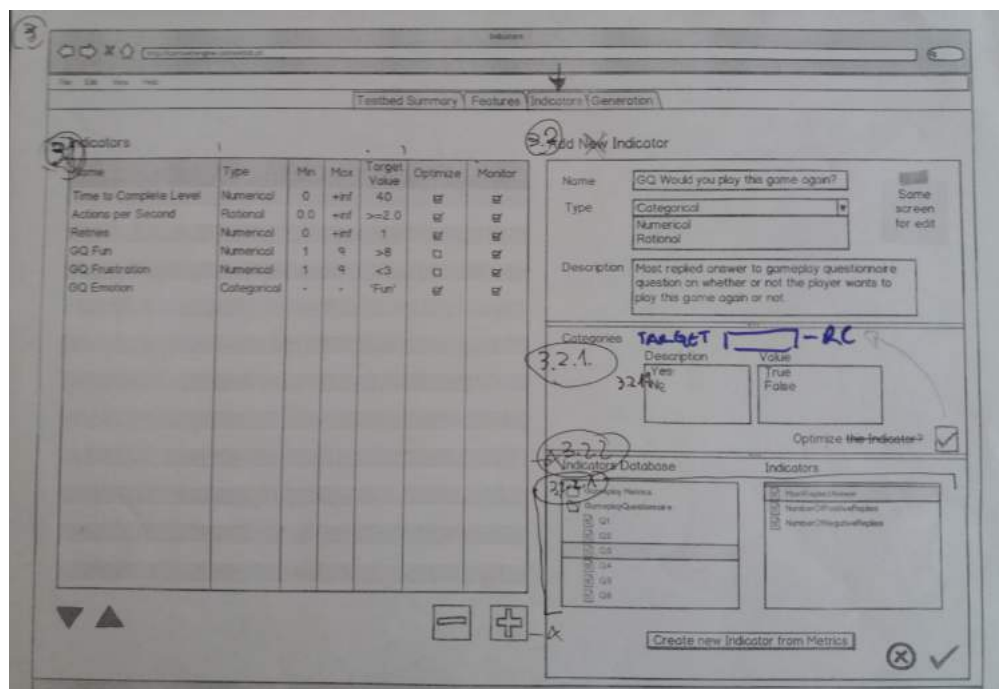 3
Indicators
File Edit View Help
Testbed Summary Features Indicators Generation
3.1
Indicators
Name Type Min Max Target Value Optimize Monitor
Time to Complete Level Numerical 0 +inf 40
Actions per Second Rational 0.0 +inf >=2.0
Retries Numerical 0 +inf 1
GQ Fun Numerical 1 9 >8
GQ Frustration Numerical 1 9 <3
GQ Emotion Categorical - - "Fun"
3.2
Add New Indicator
Name GQ Would you play this game again?
Type Categorical
Numerical
Rational
Same
screen
for edit
Description Most replied answer to gameplay questionnaire
question on whether or not the player wants to
play this game again or not.
Categories TARGET - RC
3.2.1.
Description Value
Yes True
No False
Optimize the Indicator?
3.2.2
Indicators Database Indicators
Gameplay Metrics
GameplayQuestionnaire
Q1
Q2
Q3
Q4
Q5
Q6
MostRepliedAnswer
NumberOfPositiveReplies
NumberOfNegativeReplies
Create new Indicator from Metrics